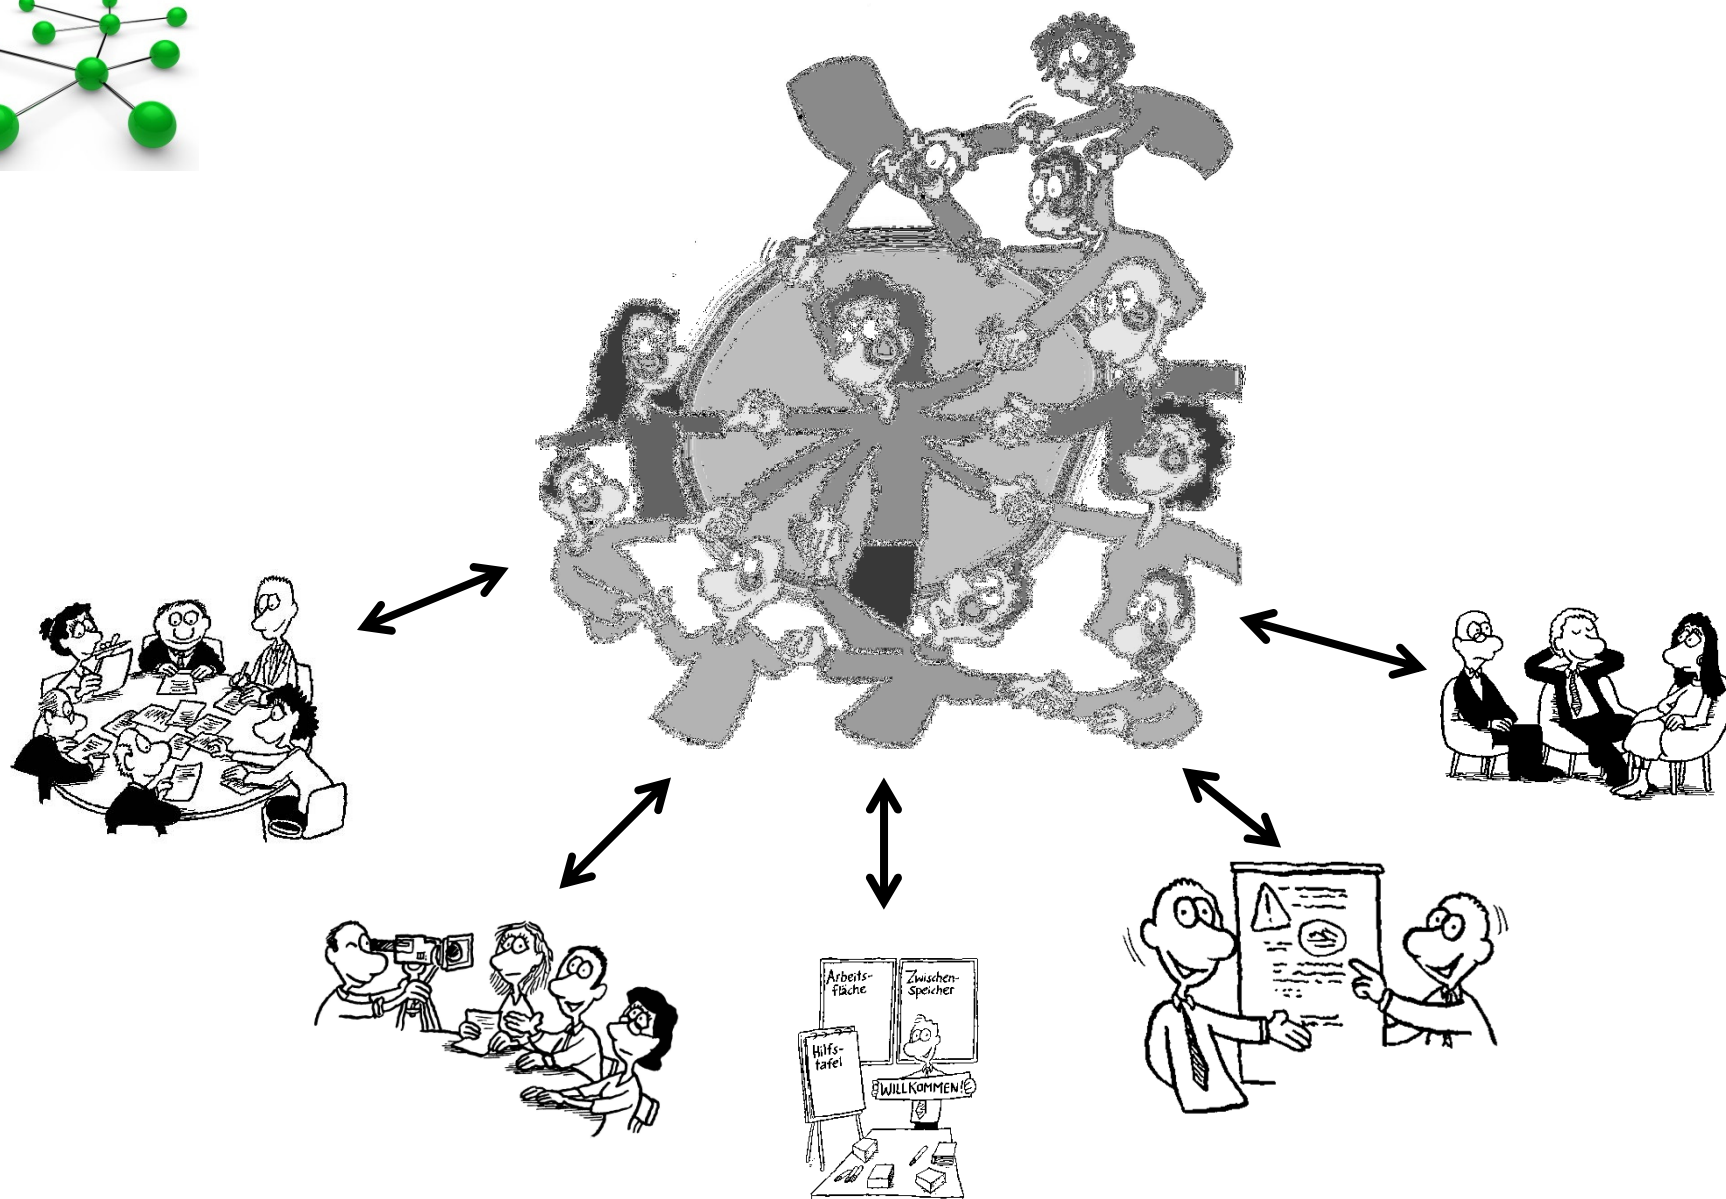 Arbeits-
fläche
Zwischen-
speicher
Hilfs-
tafel
WILLKOMMEN!